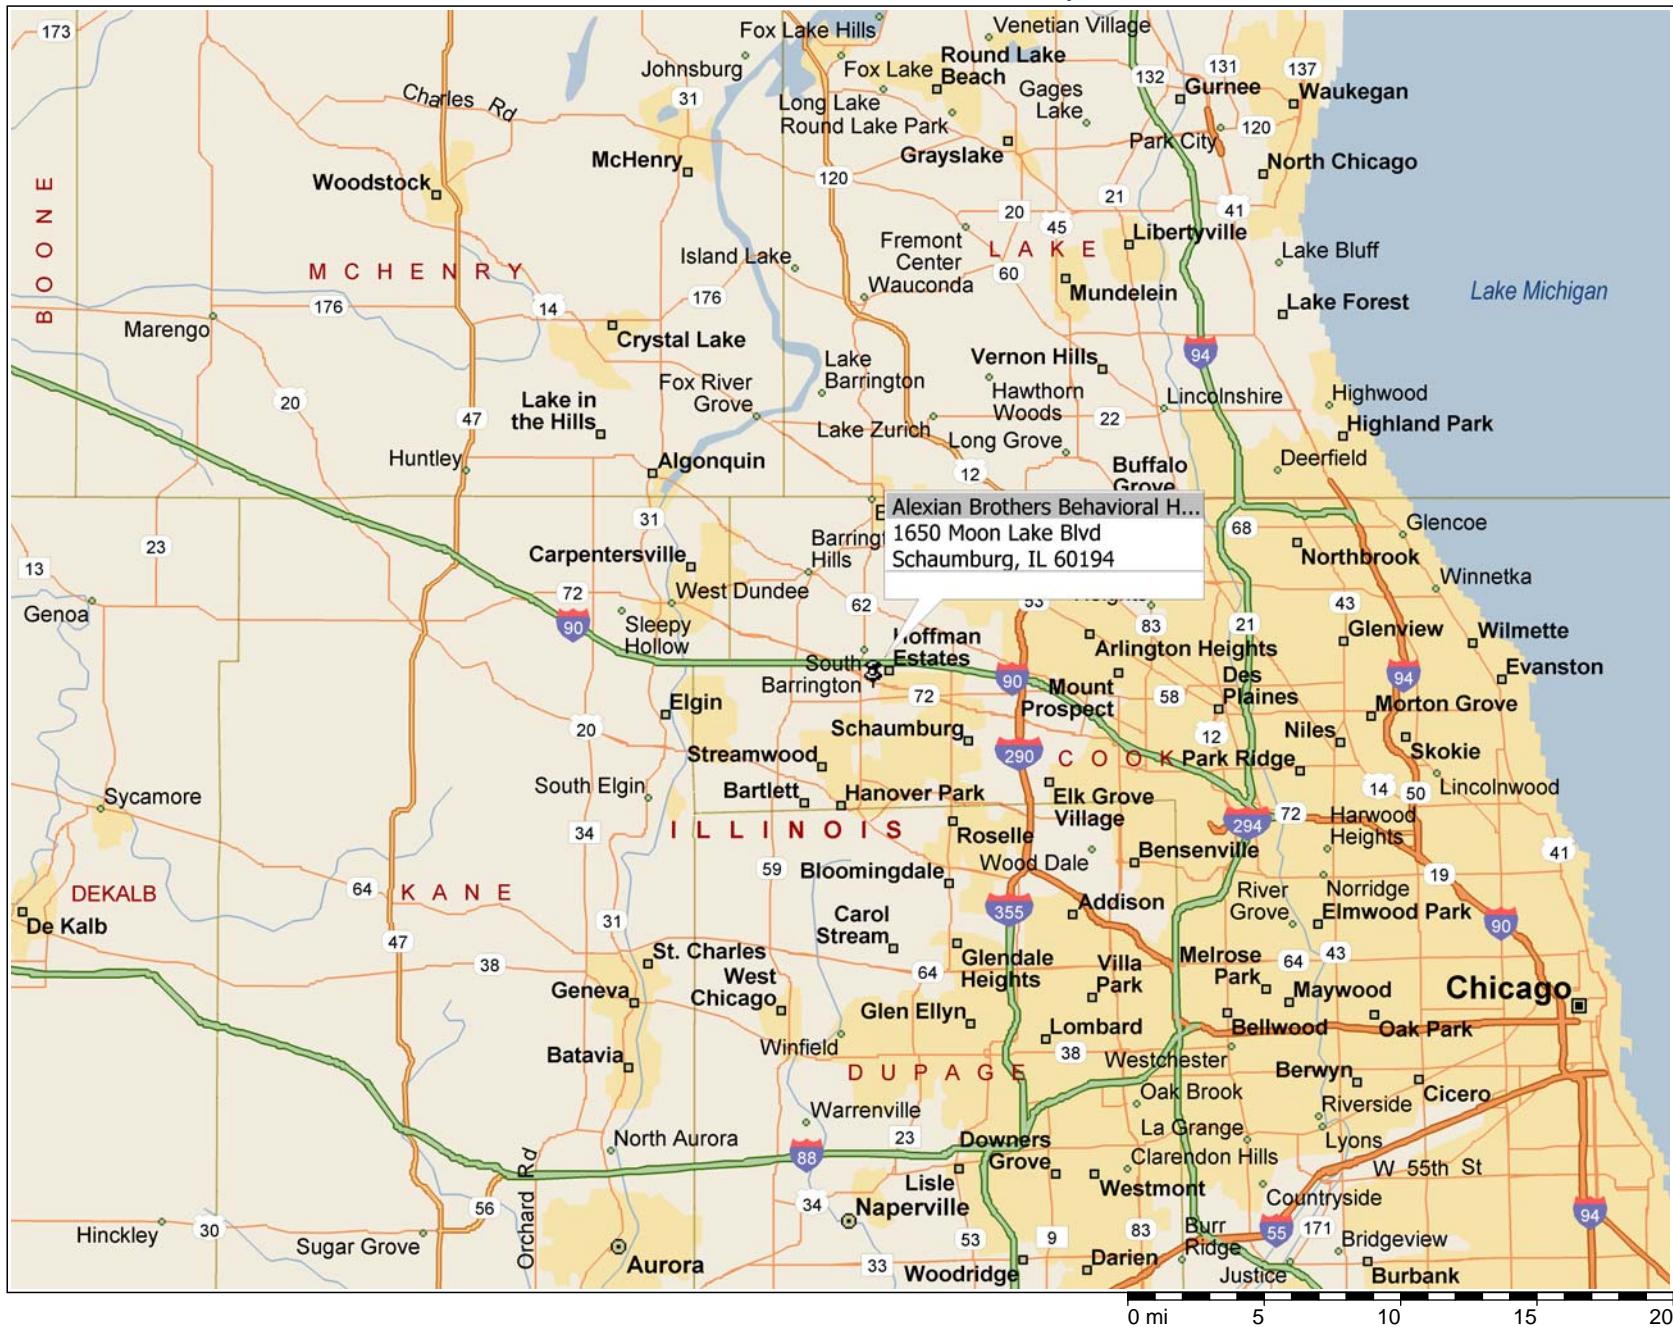 173
Fox Lake Hills
Venetian Village
Johnsburg
Fox Lake
Round Lake
Beach
132
131
137
Gurnee
Waukegan
Charles Rd
31
Long Lake
Gages
Lake
Round Lake Park
120
Park City
Grayslake
McHenry
North Chicago
Woodstock
120
BOONE
20
21
41
45
Libertyville
Fremont
Center
LAKE
Lake Bluff
Island Lake
60
MCHENRY
Wauconda
Mundelein
Lake Forest
Lake Michigan
176
14
176
Marengo
Crystal Lake
94
Vernon Hills
Lake
Barrington
Fox River
Grove
Hawthorn
Woods
Lincolnshire
Highwood
20
47
Lake in
the Hills
22
Highland Park
Lake Zurich
Long Grove
Huntley
Algonquin
12
Buffalo
Grove
Deerfield
Alexian Brothers Behavioral H...
1650 Moon Lake Blvd
Schaumburg, IL 60194
31
68
Glencoe
23
13
Carpentersville
Hills
Northbrook
72
West Dundee
Winnetka
Genoa
90
Sleepy
Hollow
62
53
83
21
43
Glenview
Wilmette
Hoffman
Estates
Arlington Heights
Evanston
South
Barrington
90
72
Mount
Prospect
58
Des
Plaines
94
Morton Grove
Elgin
20
Schaumburg
12
Niles
Skokie
Streamwood
290
COOK
Park Ridge
South Elgin
Bartlett
Hanover Park
Elk Grove
Village
14
50
Lincolnwood
Sycamore
34
ILLINOIS
Roselle
294
72
Harwood
Heights
Wood Dale
Bensenville
41
59
Bloomingdale
19
DEKALB
64
KANE
355
Addison
River
Grove
Norridge
Elmwood Park
De Kalb
31
Carol
Stream
90
47
38
St. Charles
Glendale
Heights
64
Villa
Park
Melrose
Park
64
43
West
Chicago
Geneva
Maywood
Chicago
Glen Ellyn
Lombard
Bellwood
Oak Park
Winfield
38
Westchester
Batavia
DUPAGE
Berwyn
Cicero
Oak Brook
Riverside
Warrenville
23
La Grange
Lyons
North Aurora
88
Downers
Grove
Clarendon Hills
W 55th St
Orchard Rd
Lisle
Westmont
34
Naperville
Countryside
56
Hinckley
30
Sugar Grove
53
9
83
Burr
Ridge
55
171
94
Bridgeview
Aurora
33
Woodridge
Darien
Justice
Burbank
0 mi
5
10
15
20